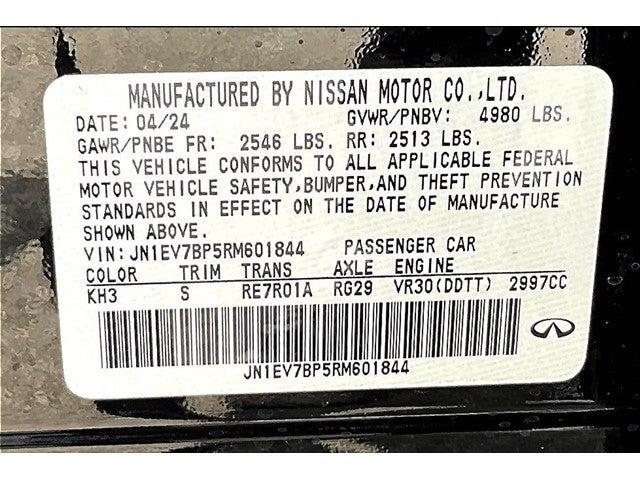 MANUFACTURED BY NISSAN MOTOR CO.,LTD.
DATE: 04/24 GVWR/PNBV: 4980 LBS.
GAWR/PNBE FR: 2546 LBS. RR: 2513 LBS.
THIS VEHICLE CONFORMS TO ALL APPLICABLE FEDERAL
MOTOR VEHICLE SAFETY,BUMPER,AND THEFT PREVENTION
STANDARDS IN EFFECT ON THE DATE OF MANUFACTURE
SHOWN ABOVE.
VIN:JN1EV7BP5RM601844 PASSENGER CAR
COLOR TRIM TRANS AXLE ENGINE
KH3 S RE7R01A RG29 VR30(DDTT) 2997CC
JN1EV7BP5RM601844